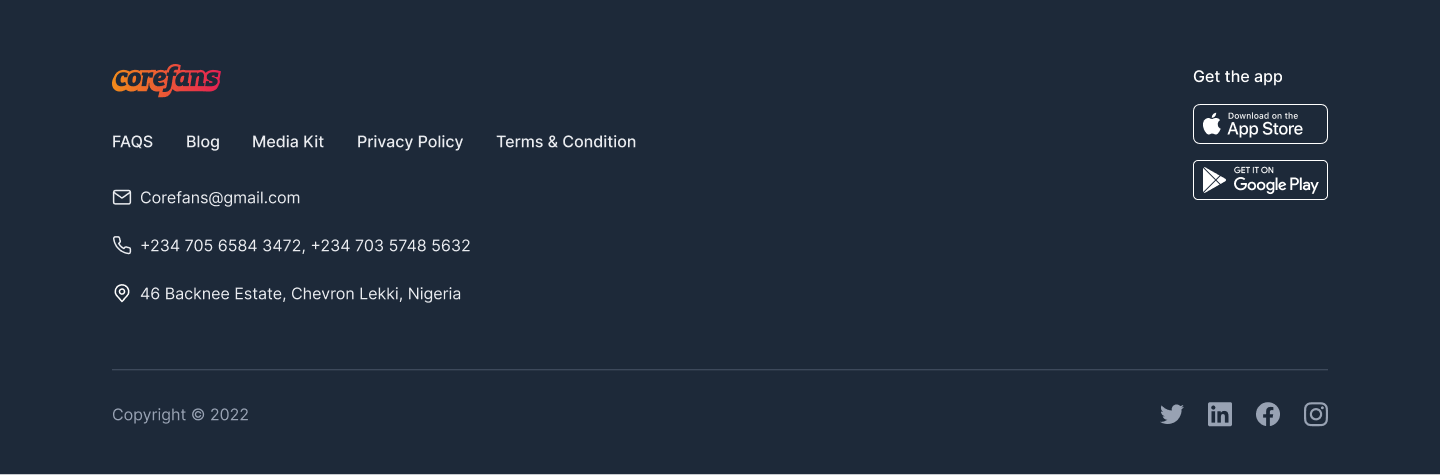 corefans
FAQS Blog Media Kit Privacy Policy Terms & Condition
Corefans@gmail.com
+234 705 6584 3472, +234 703 5748 5632
46 Backnee Estate, Chevron Lekki, Nigeria
Get the app
Download on the
App Store
GET IT ON
Google Play
Copyright © 2022